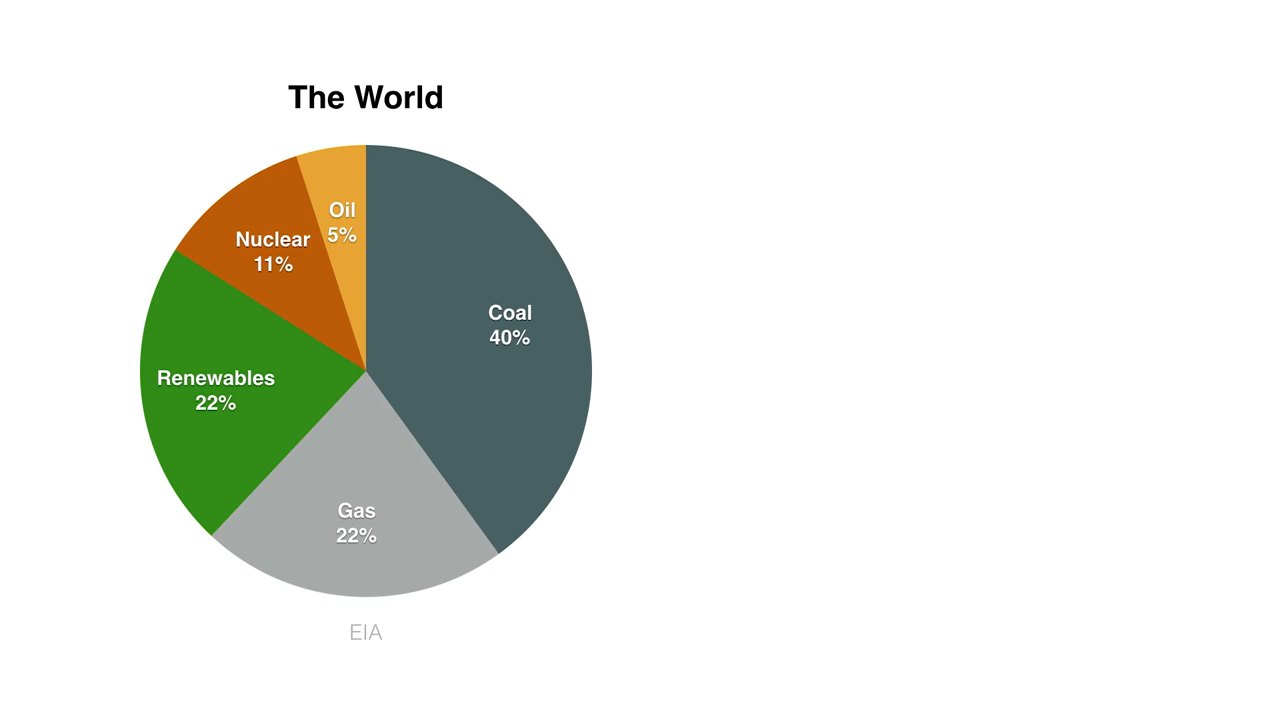 The World
Oil
5%
Nuclear
11%
Coal
40%
Renewables
22%
Gas
22%
EIA